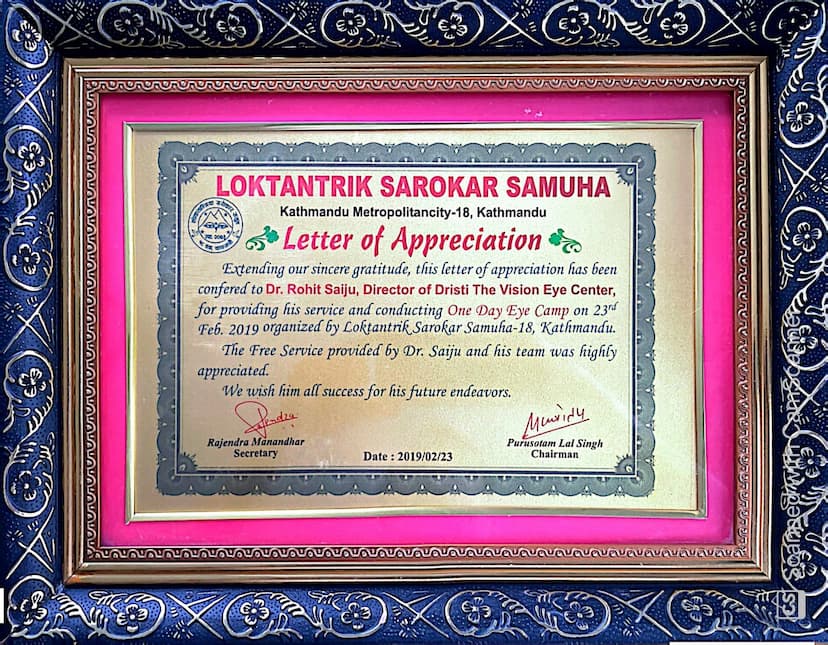 LOKTANTRIK SAROKAR SAMUHA
Kathmandu Metropolitancity-18, Kathmandu
Letter of Appreciation
Extending our sincere gratitude, this letter of appreciation has been
confered to Dr. Rohit Saiju, Director of Dristi The Vision Eye Center,
for providing his service and conducting One Day Eye Camp on 23rd
Feb. 2019 organized by Loktantrik Sarokar Samuha-18, Kathmandu.
The Free Service provided by Dr. Saiju and his team was highly
appreciated.
We wish him all success for his future endeavors.
Rajendra Manandhar
Secretary
Date : 2019/02/23
Purusotam Lal Singh
Chairman
CS Scanned with CamScanner